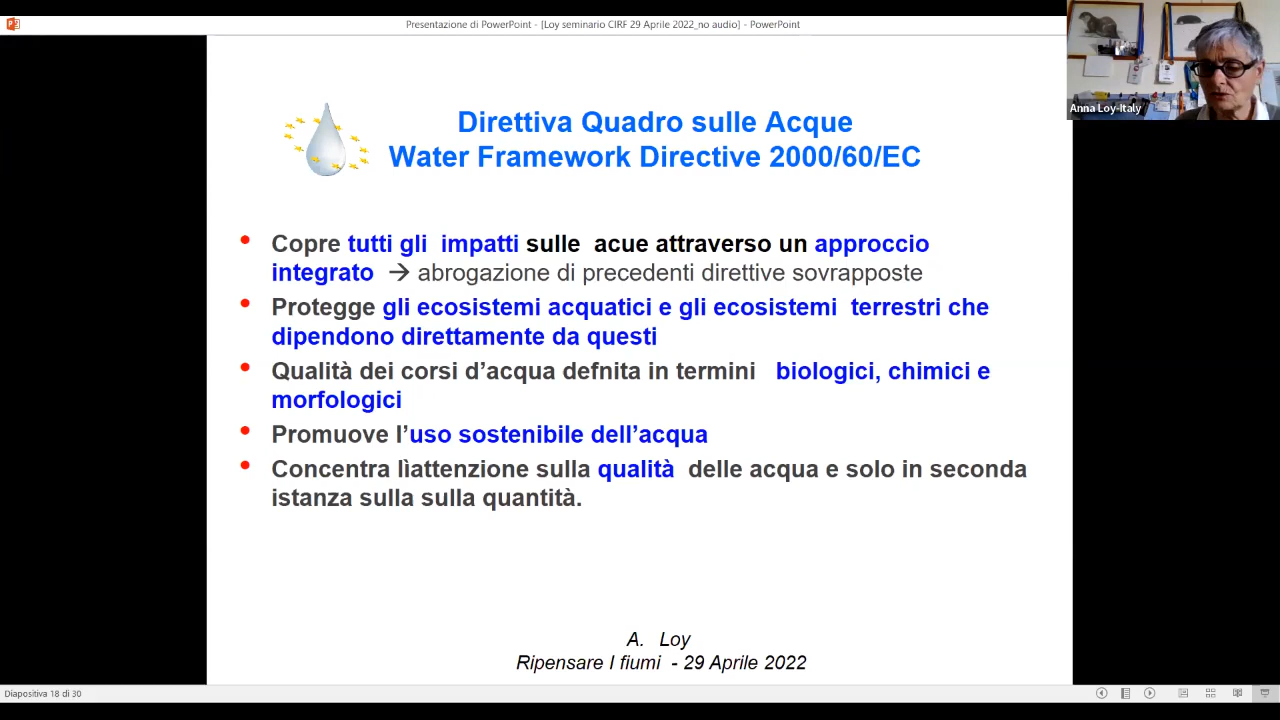 Presentazione di PowerPoint - [Loy seminario CIRF 29 Aprile 2022_no audio] - PowerPoint
Anna Loy-Italy
Direttiva Quadro sulle Acque
Water Framework Directive 2000/60/EC
• Copre tutti gli impatti sulle acue attraverso un approccio
integrato → abrogazione di precedenti direttive sovrapposte
• Protegge gli ecosistemi acquatici e gli ecosistemi terrestri che
dipendono direttamente da questi
• Qualità dei corsi d’acqua defnita in termini biologici, chimici e
morfologici
• Promuove l’uso sostenibile dell’acqua
• Concentra lìattenzione sulla qualità delle acqua e solo in seconda
istanza sulla sulla quantità.
A. Loy
Ripensare I fiumi - 29 Aprile 2022
Diapositiva 18 di 30